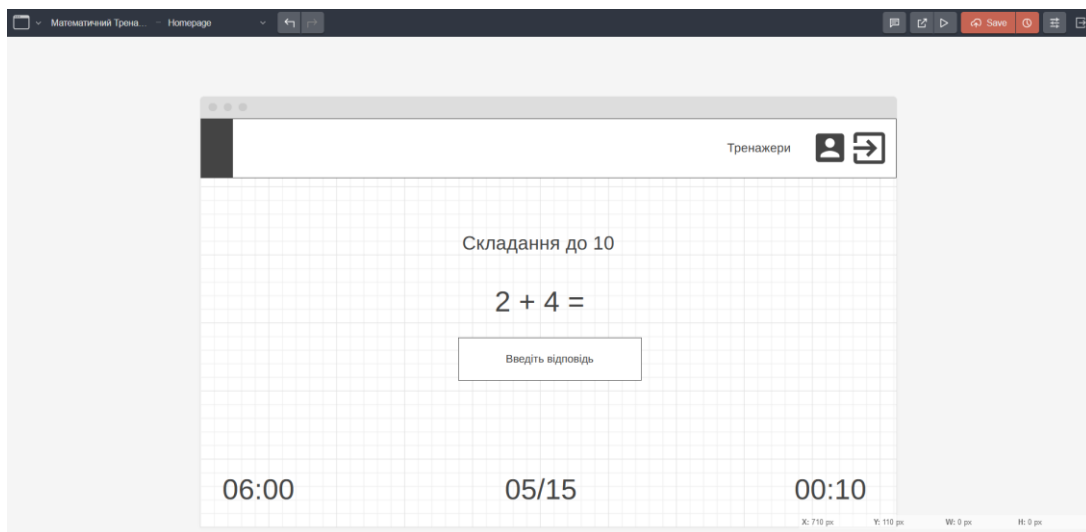 Математичний Трена... Homepage Save
Тренажери
Складання до 10
2 + 4 =
Введіть відповідь
06:00 05/15 00:10
X: 710 px Y: 110 px W: 0 px H: 0 px